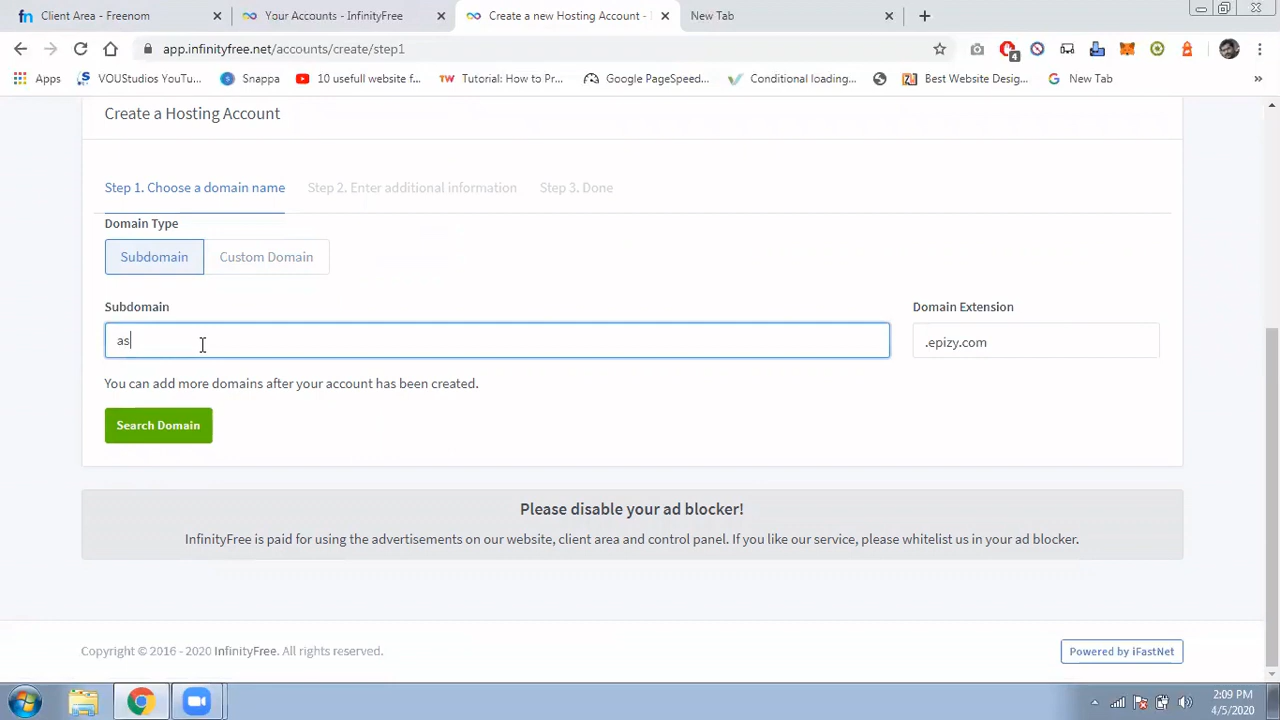 Client Area - Freenom
Your Accounts - InfinityFree
Create a new Hosting Account -
New Tab
app.infinityfree.net/accounts/create/step1
4
Apps
VOUStudios YouTu...
Snappa
10 usefull website f...
TW Tutorial: How to Pr...
Google PageSpeed...
Conditional loading...
Best Website Desig...
New Tab
Create a Hosting Account
Step 1. Choose a domain name
Step 2. Enter additional information
Step 3. Done
Domain Type
Subdomain
Custom Domain
Subdomain
Domain Extension
as
.epizy.com
You can add more domains after your account has been created.
Search Domain
Please disable your ad blocker!
InfinityFree is paid for using the advertisements on our website, client area and control panel. If you like our service, please whitelist us in your ad blocker.
Copyright © 2016 - 2020 InfinityFree. All rights reserved.
Powered by iFastNet
2:09 PM
4/5/2020